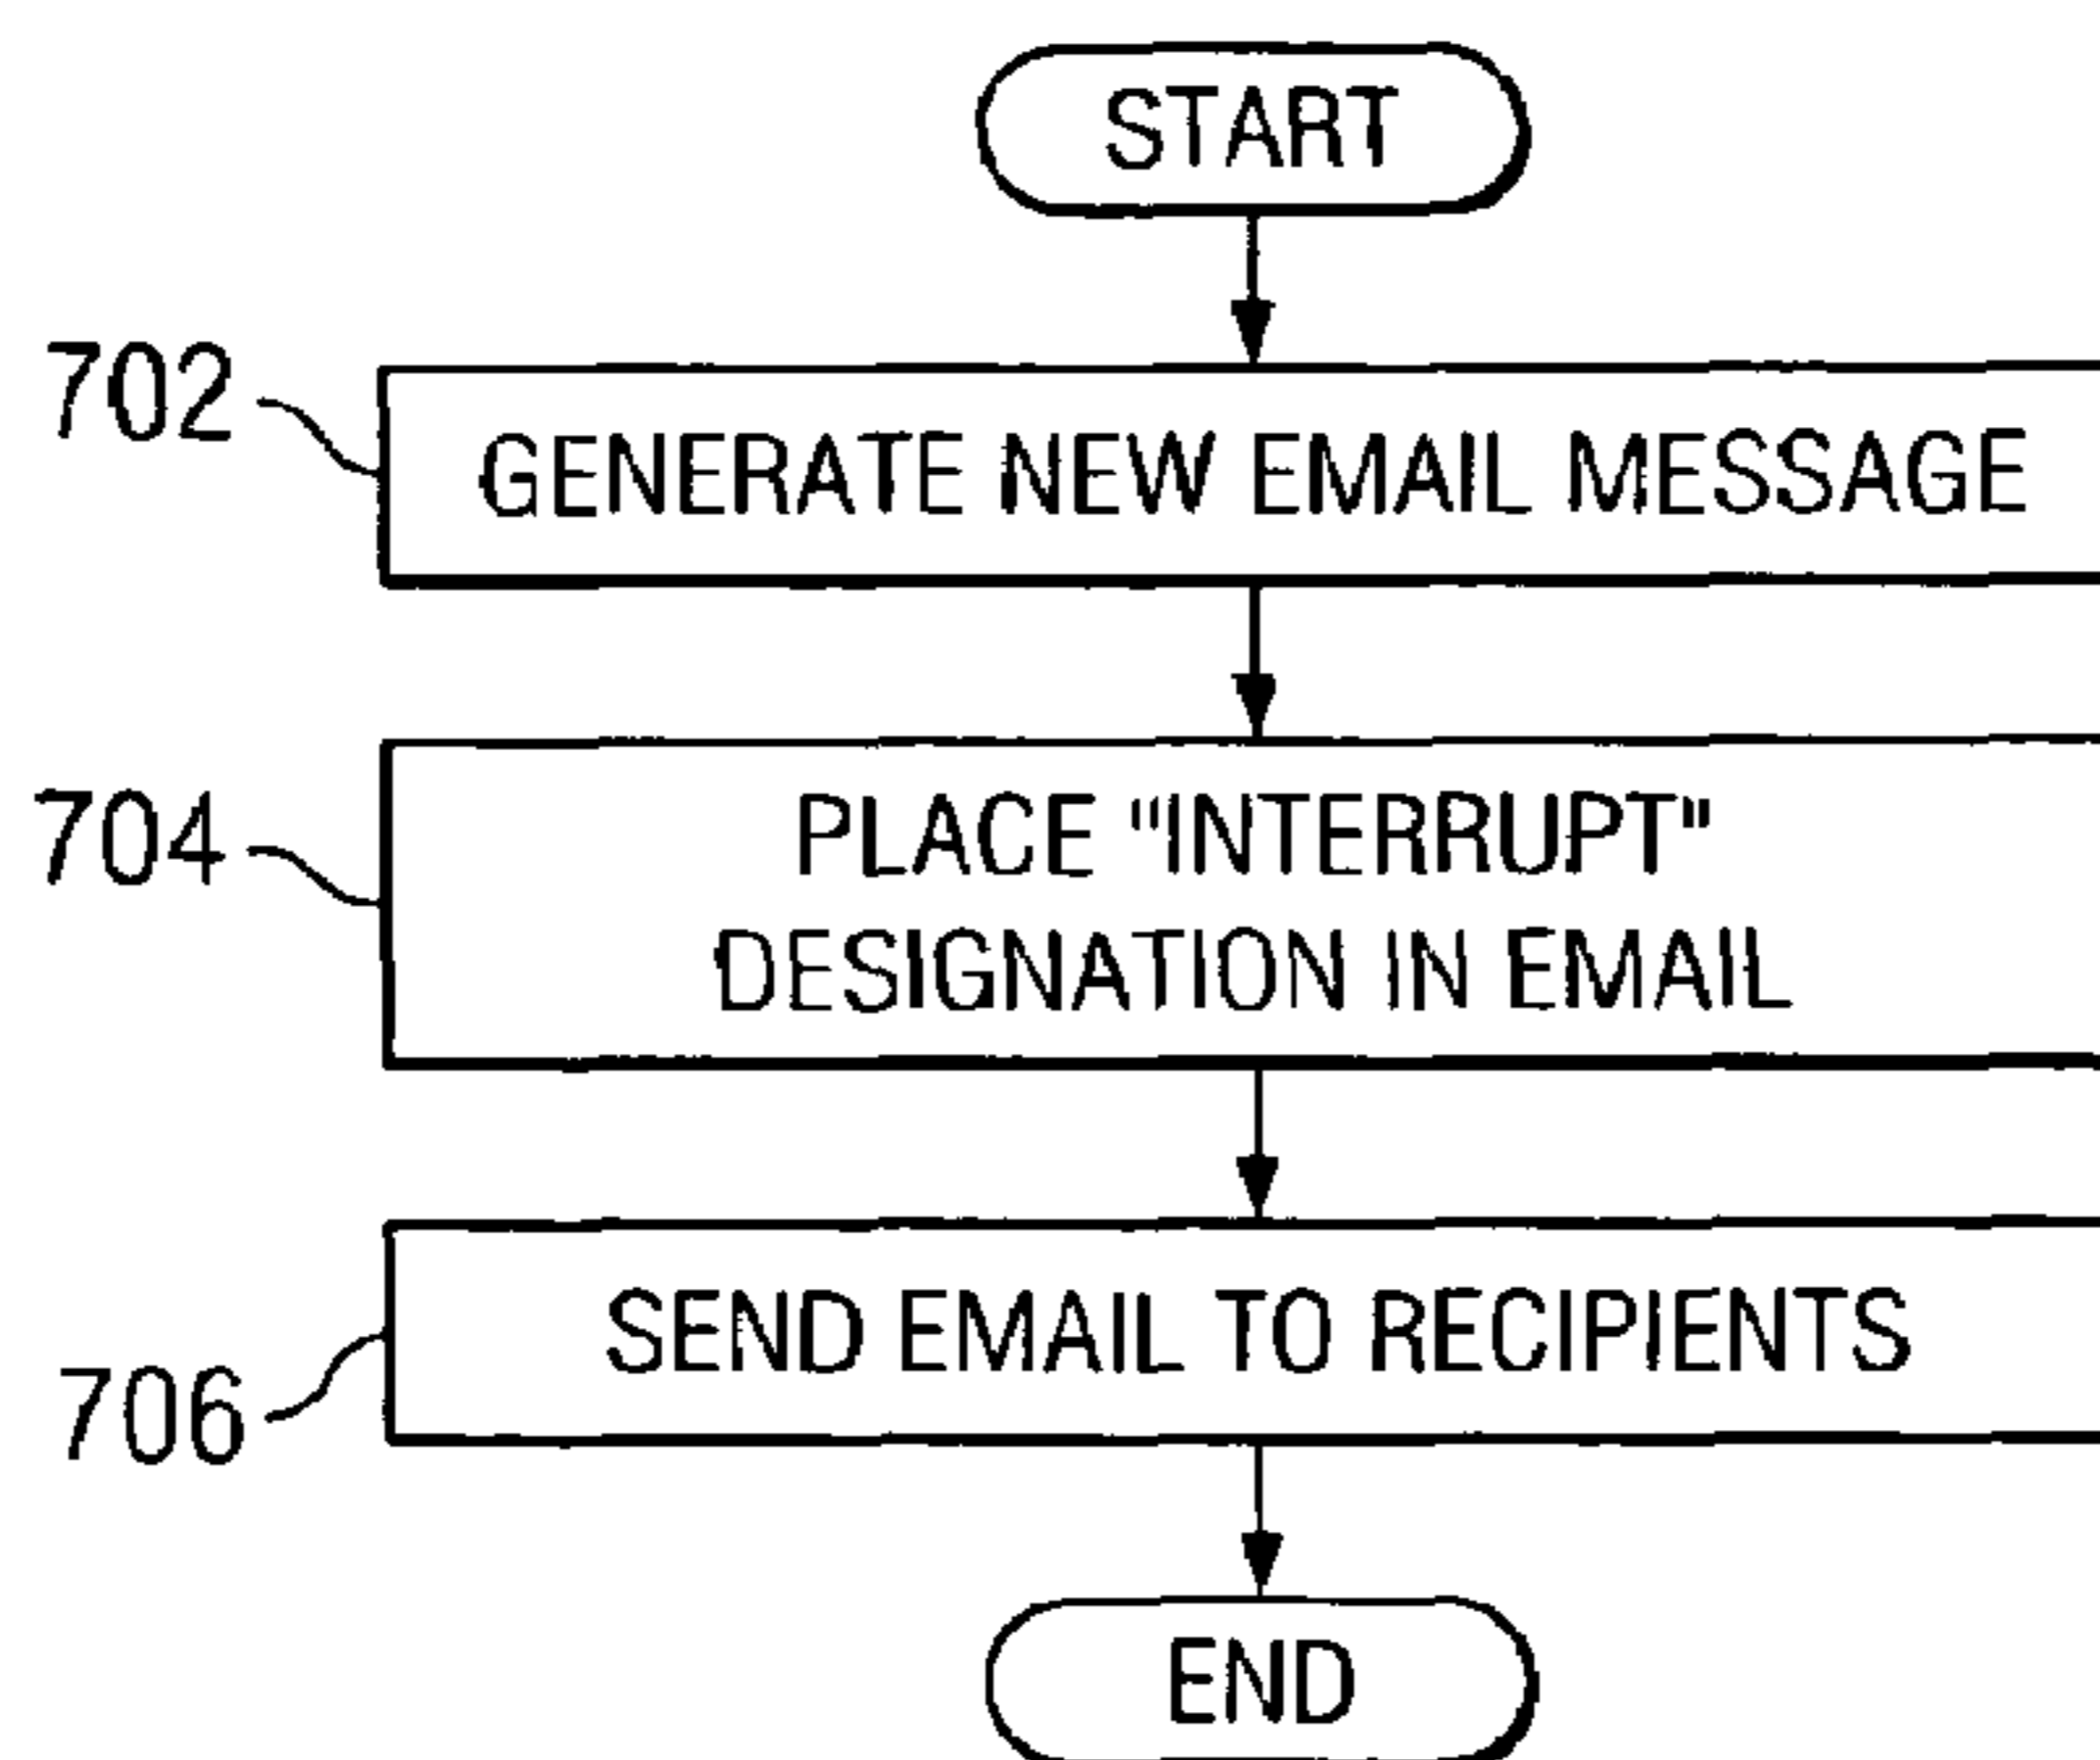 START
702
GENERATE NEW EMAIL MESSAGE
704
PLACE "INTERRUPT"
DESIGNATION IN EMAIL
SEND EMAIL TO RECIPIENTS
706
END